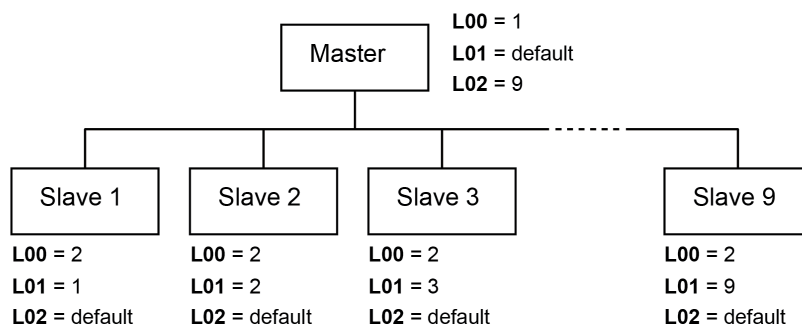 Master
L00 = 1
L01 = default
L02 = 9
Slave 1
L00 = 2
L01 = 1
L02 = default
Slave 2
L00 = 2
L01 = 2
L02 = default
Slave 3
L00 = 2
L01 = 3
L02 = default
Slave 9
L00 = 2
L01 = 9
L02 = default